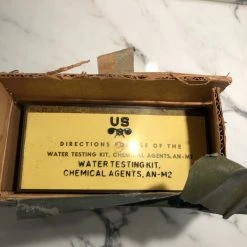 US
DIRECTIONS FOR USE OF THE
WATER TESTING KIT, CHEMICAL AGENTS, AN-M2
WATER TESTING KIT,
CHEMICAL AGENTS, AN-M2